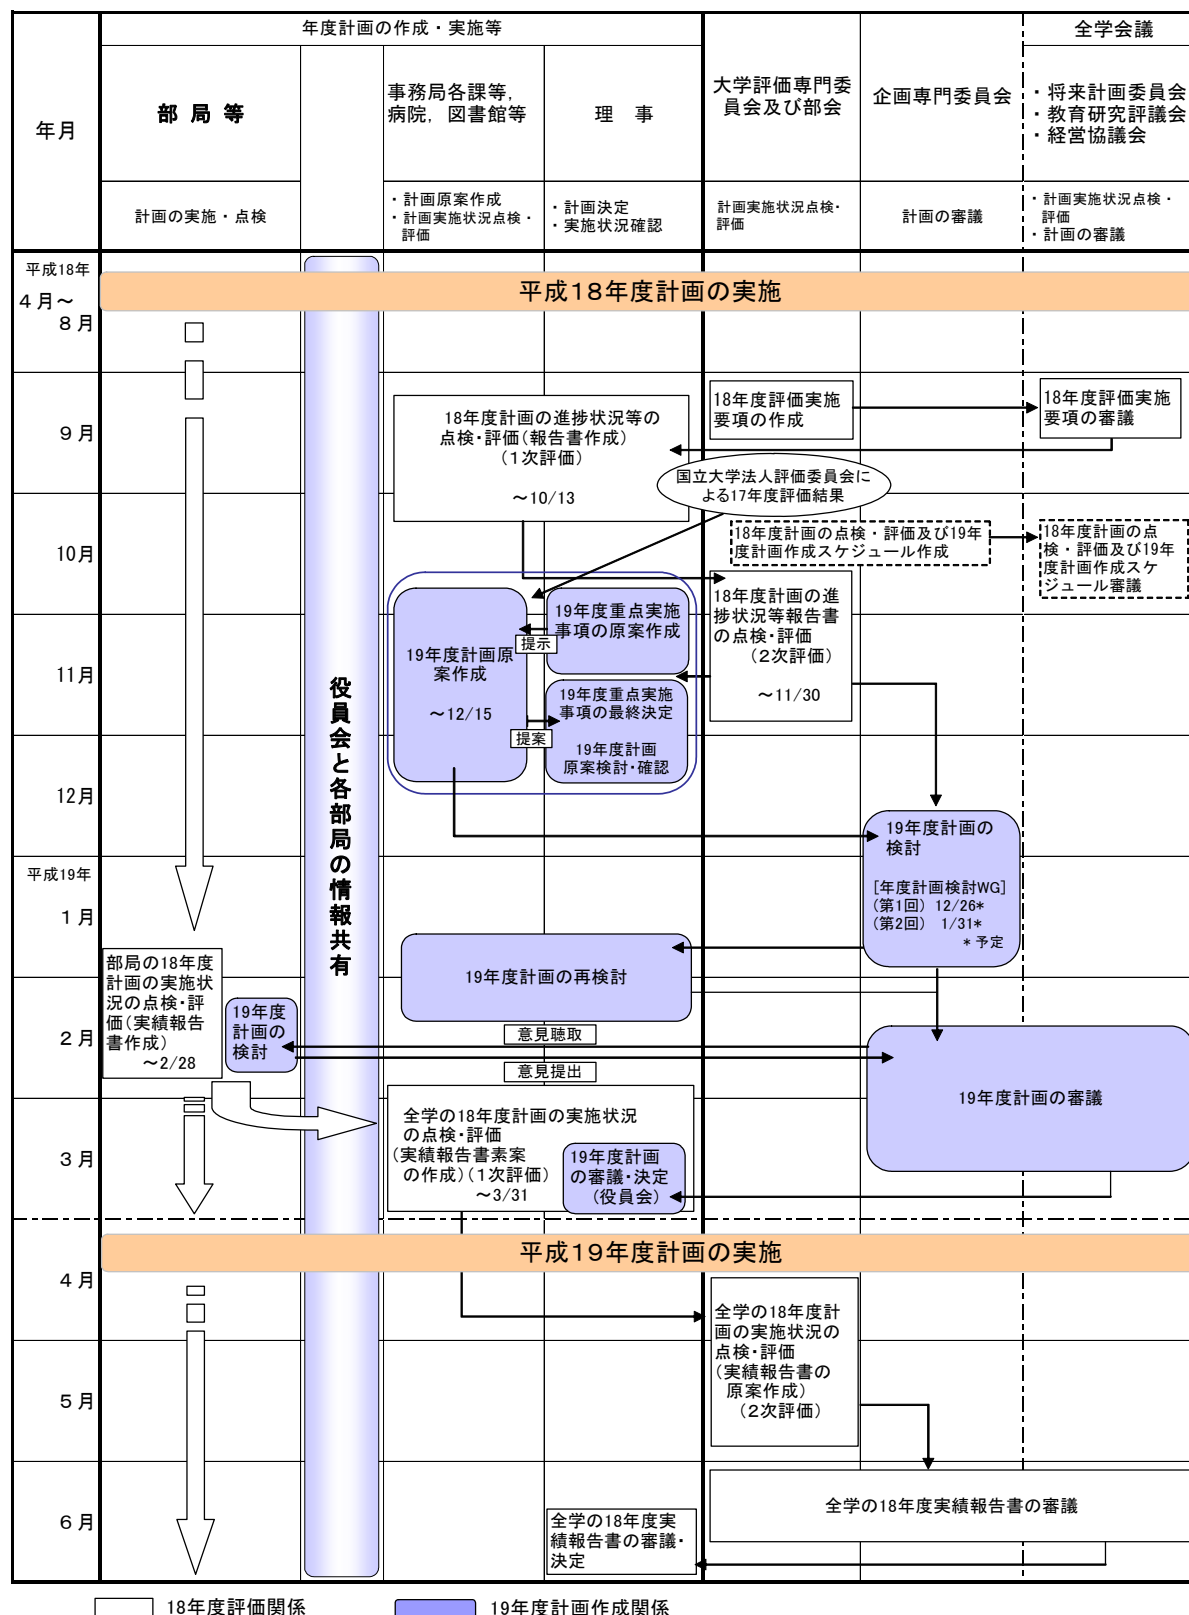 年度計画の作成・実施等
全学会議
年月
部 局 等
事務局各課等，
病院，図書館等
理　事
大学評価専門委
員会及び部会
企画専門委員会
・将来計画委員会
・教育研究評議会
・経営協議会
計画の実施・点検
・計画原案作成
・計画実施状況点検・
評価
・計画決定
・実施状況確認
計画実施状況点検・
評価
計画の審議
・計画実施状況点検・
評価
・計画の審議
平成18年
４月～
８月
平成１８年度計画の実施
役員会と各部局の情報共有
９月
18年度計画の進捗状況等の
点検・評価（報告書作成）
（１次評価）
～10/13
18年度評価実施
要項の作成
18年度評価実施
要項の審議
国立大学法人評価委員会に
よる17年度評価結果
10月
18年度計画の点検・評価及び19年
度計画作成スケジュール作成
18年度計画の点
検・評価及び19年
度計画作成スケ
ジュール審議
19年度重点実施
事項の原案作成
提示
18年度計画の進
捗状況等報告書
の点検・評価
（２次評価）
～11/30
11月
19年度計画原
案作成
～12/15
19年度重点実施
事項の最終決定
提案
19年度計画
原案検討・確認
12月
19年度計画の
検討
[年度計画検討WG]
(第1回) 12/26*
(第2回) 1/31*
* 予定
平成19年
１月
19年度計画の再検討
部局の18年度
計画の実施状
況の点検・評
価（実績報告
書作成）
～2/28
２月
19年度
計画の
検討
意見聴取
意見提出
19年度計画の審議
３月
全学の18年度計画の実施状況
の点検・評価
（実績報告書素案
の作成）（１次評価）
～3/31
19年度計画
の審議・決定
（役員会）
平成１９年度計画の実施
４月
全学の18年度計
画の実施状況の
点検・評価
（実績報告書の
原案作成）
（２次評価）
５月
６月
全学の18年度実績報告書の審議
全学の18年度実
績報告書の審議・
決定
18年度評価関係
19年度計画作成関係